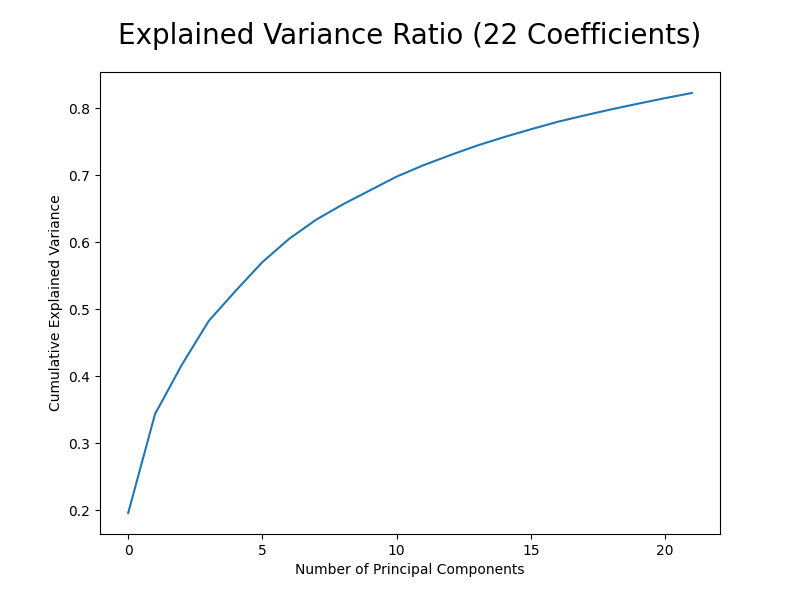 Explained Variance Ratio (22 Coefficients)
0.8
0.7
0.6
0.5
0.4
0.3
0.2
Cumulative Explained Variance
0 5 10 15 20
Number of Principal Components